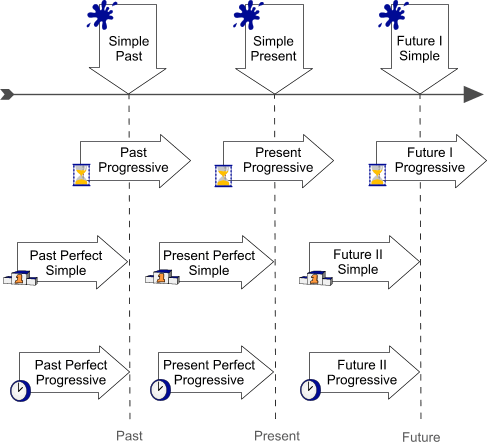 Simple
Past
Simple
Present
Future I
Simple
Past
Progressive
Present
Progressive
Future I
Progressive
Past Perfect
Simple
Present Perfect
Simple
Future II
Simple
Past Perfect
Progressive
Present Perfect
Progressive
Future II
Progressive
Past
Present
Future